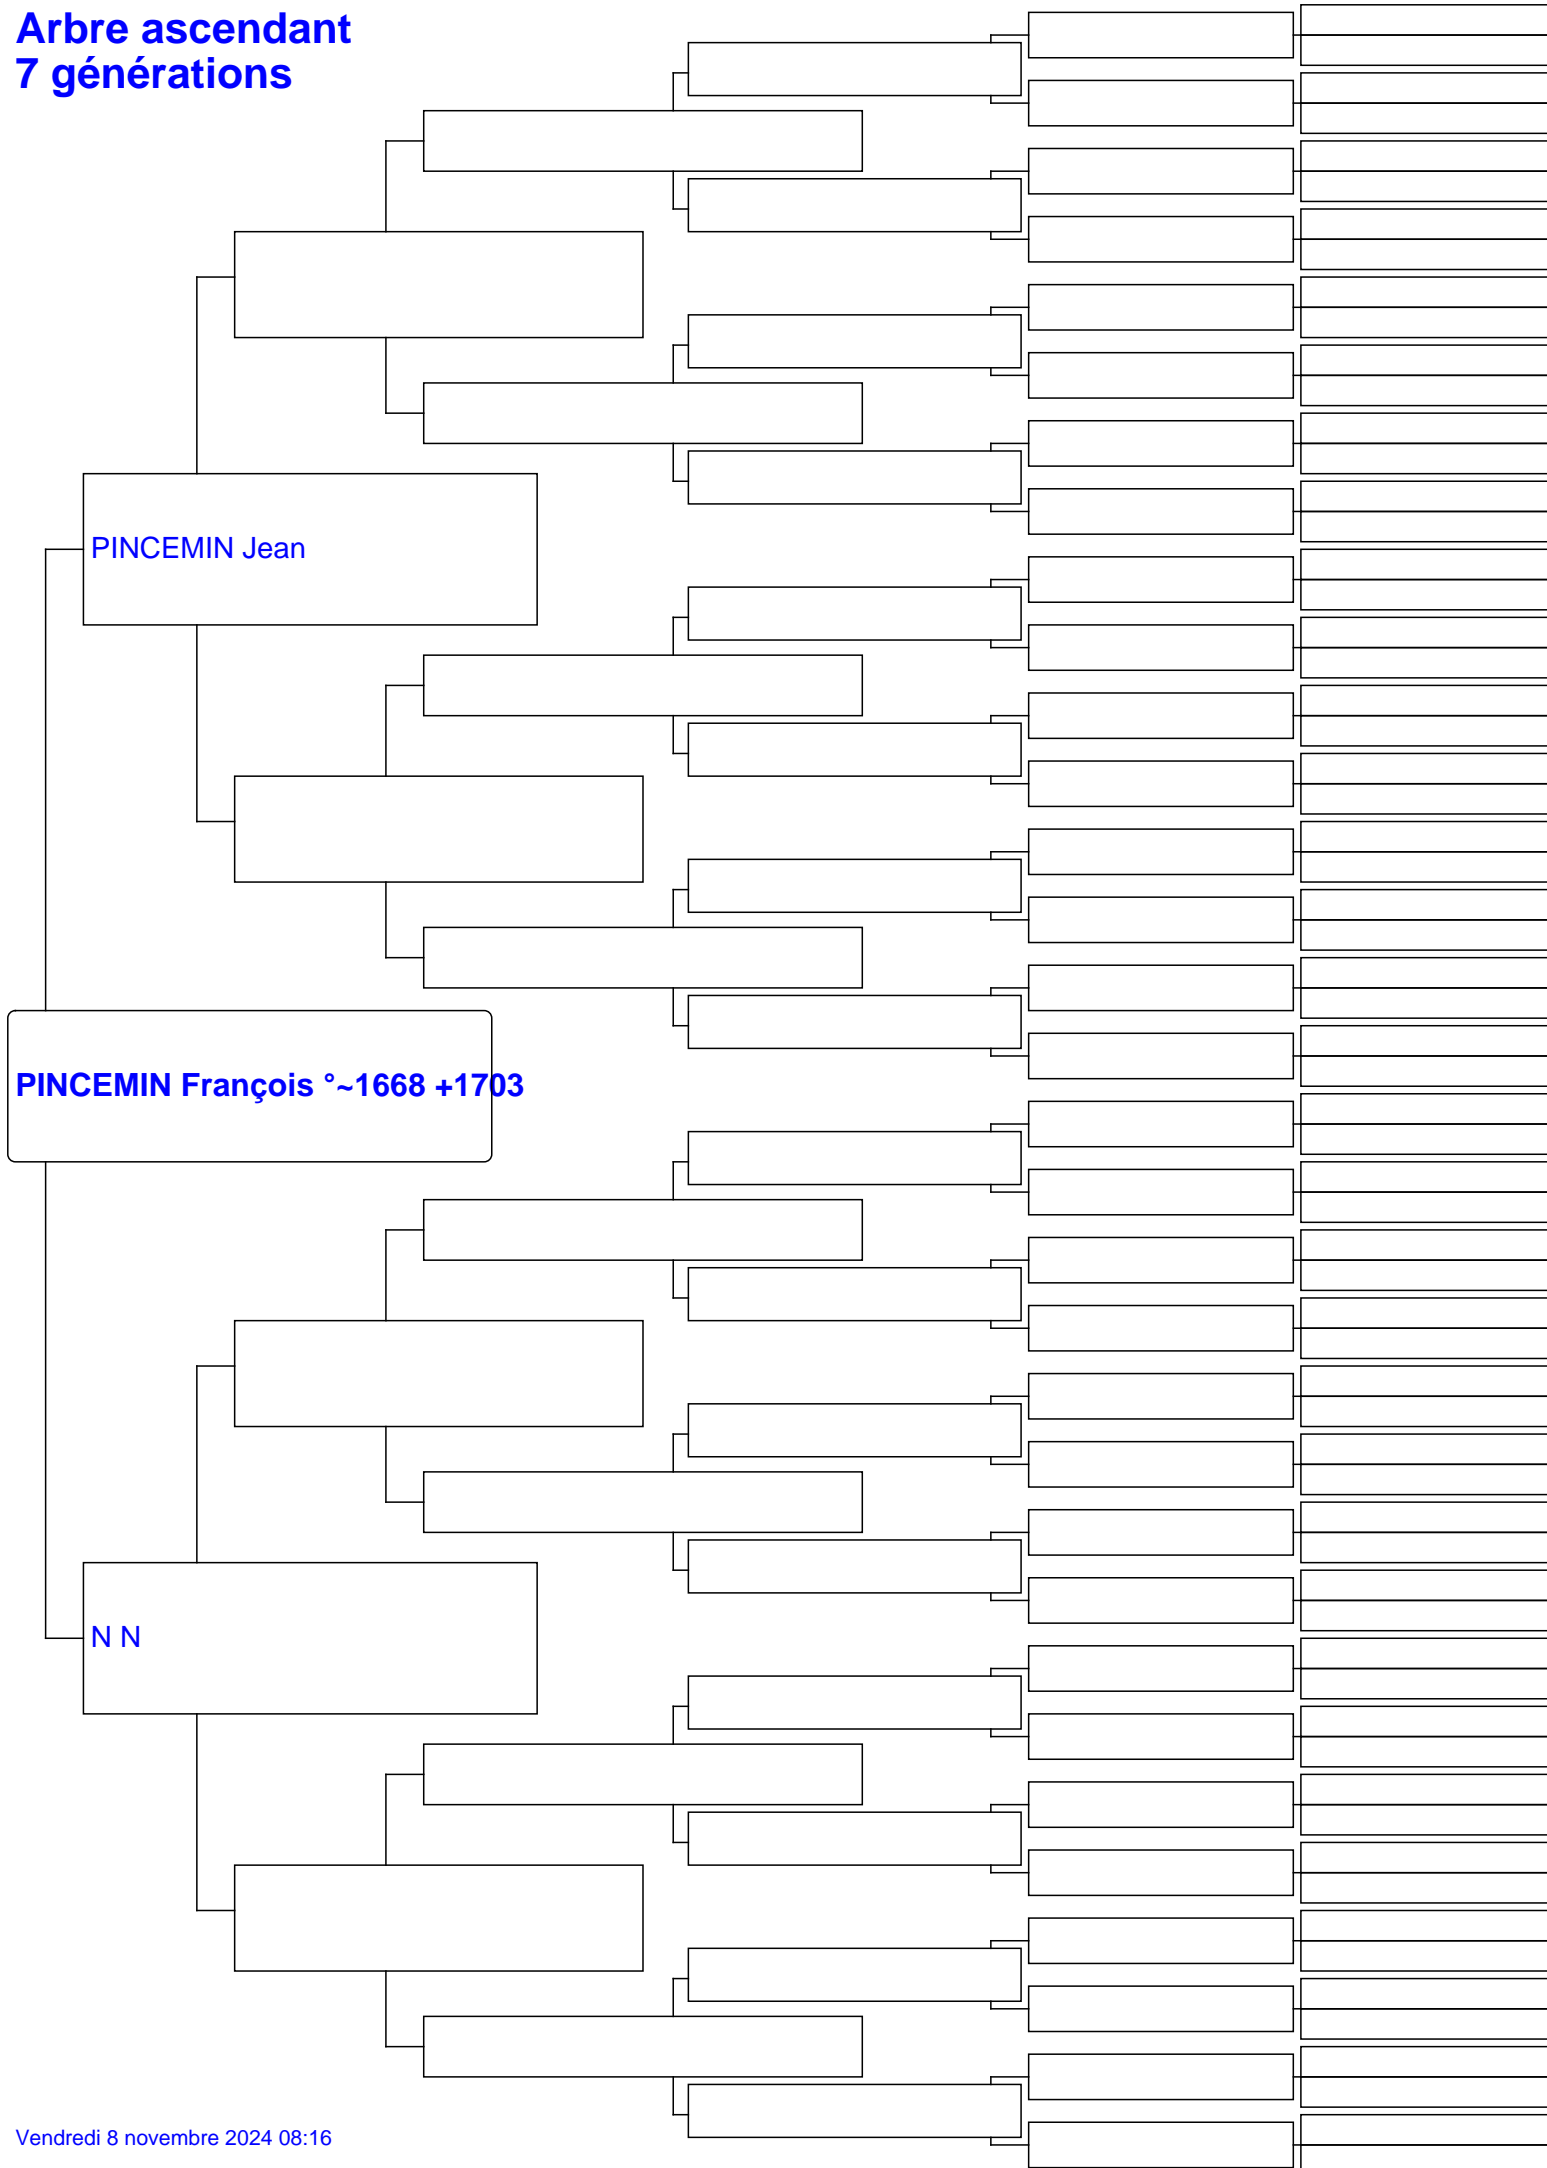 Arbre ascendant
7 générations
PINCEMIN Jean
PINCEMIN François °~1668 +1703
N N
Vendredi 8 novembre 2024 08:16